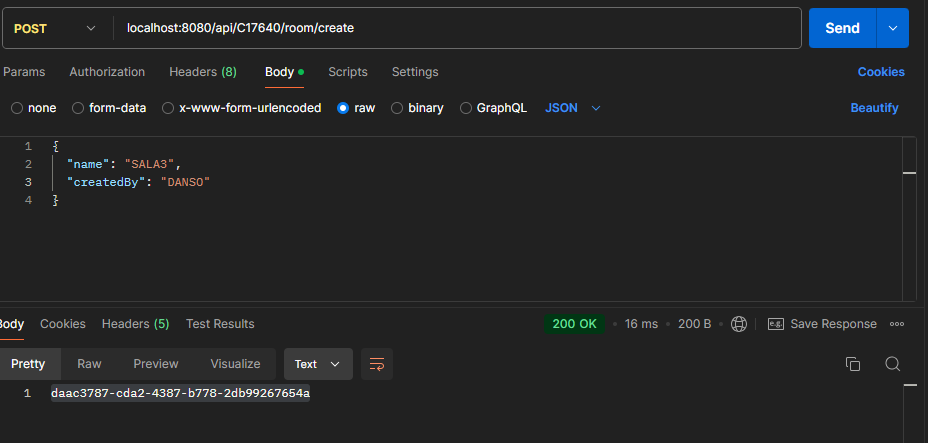 POST localhost:8080/api/C17640/room/create Send
Params Authorization Headers (8) Body Scripts Settings Cookies
none form-data x-www-form-urlencoded raw binary GraphQL JSON Beautify
1 {
2 "name": "SALA3",
3 "createdBy": "DANSO"
4 }
Body Cookies Headers (5) Test Results 200 OK • 16 ms • 200 B • e.g. Save Response
Pretty Raw Preview Visualize Text
1 daac3787-cda2-4387-b778-2db99267654a